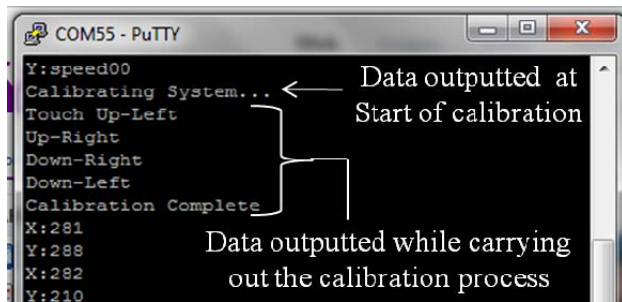 COM55 - PuTTY
Y:speed00
Calibrating System...
Data outputted at
Start of calibration
Touch Up-Left
Up-Right
Down-Right
Down-Left
Calibration Complete
X:281
Y:288
X:282
Y:210
Data outputted while carrying
out the calibration process